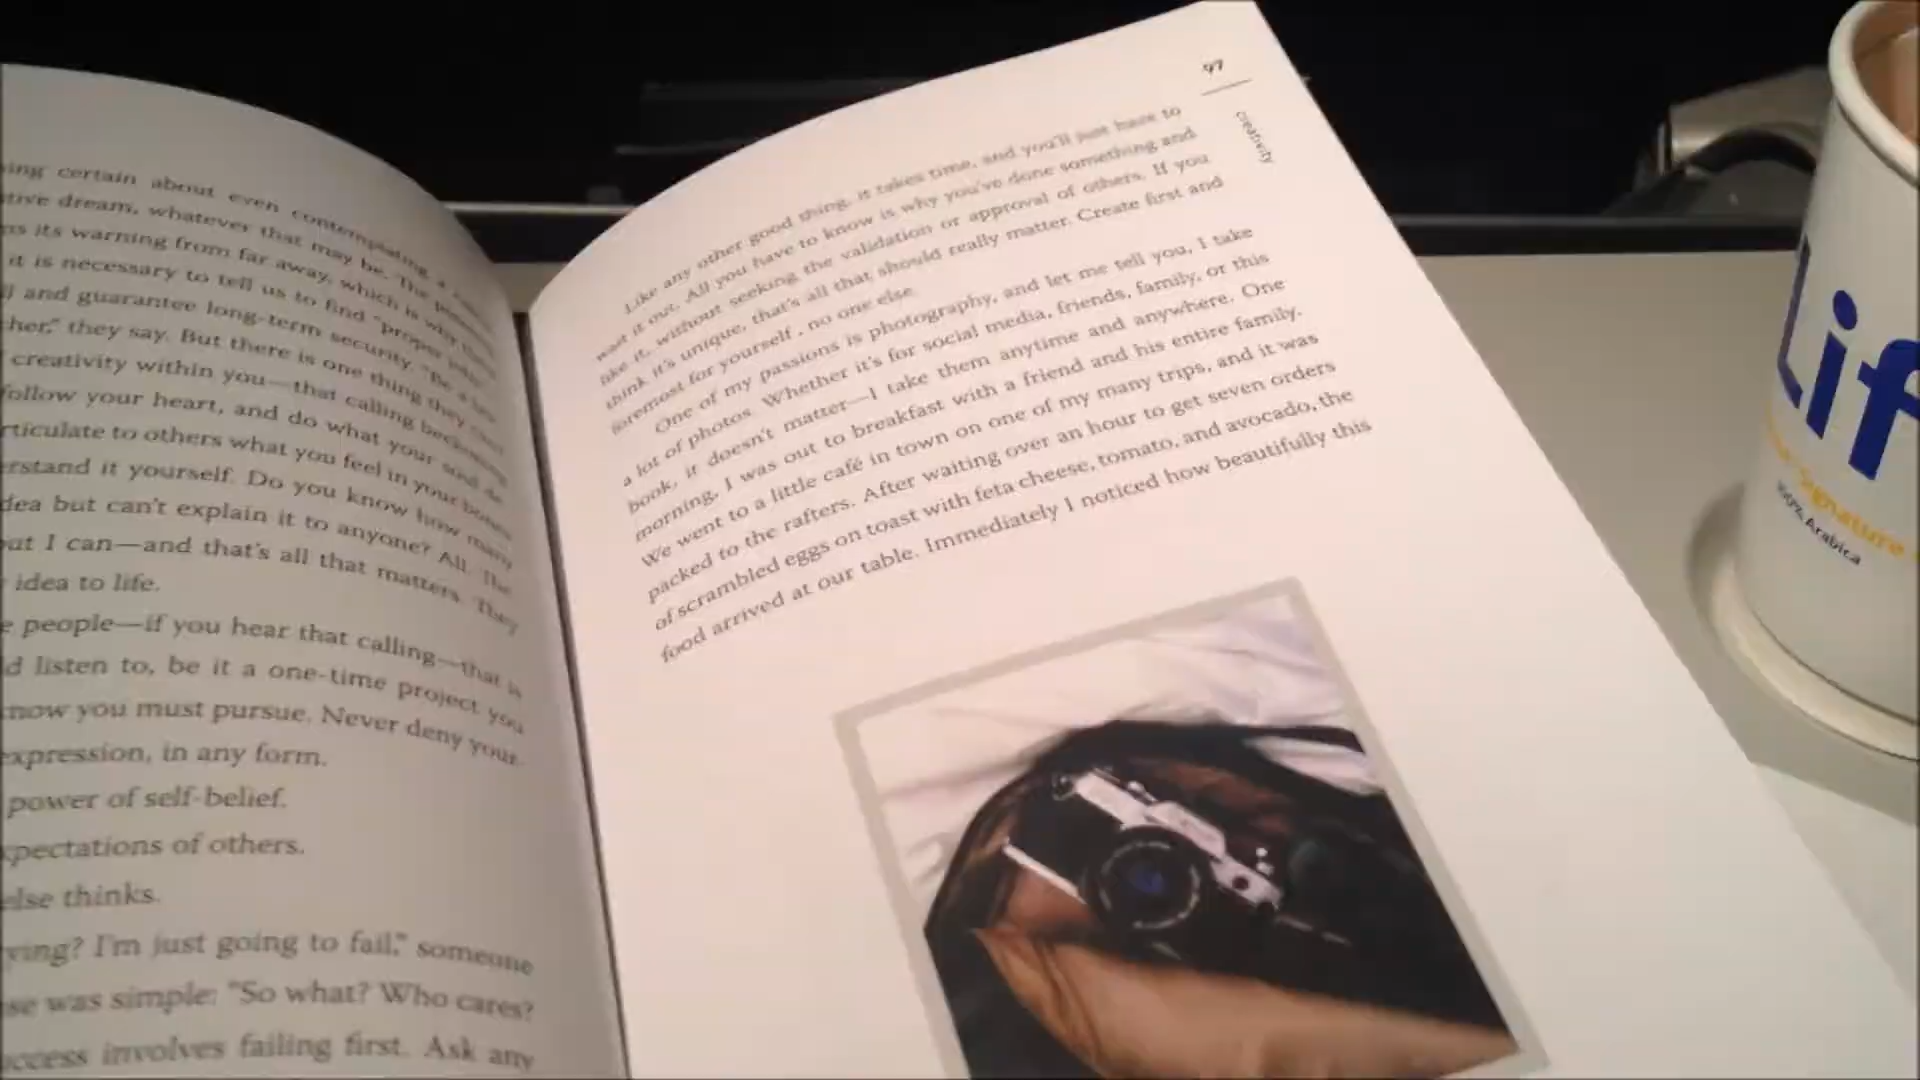 certain about even contemplating a
dream, whatever that may be. The
its warning from far away, which is why they
it is necessary to tell us to find "proper
and guarantee long-term security. "Be a
they say. But there is one thing they can't
creativity within you—that calling
follow your heart, and do what your soul
to others what you feel in your bones
it yourself. Do you know how many
but can't explain it to anyone? All. The
I can—and that's all that matters. They
idea to life.
people—if you hear that calling—that is
listen to, be it a one-time project you
you must pursue. Never deny your
expression, in any form.
power of self-belief.
expectations of others.
else thinks.
I'm just going to fail," someone
was simple: "So what? Who cares?
involves failing first. Ask any
97
creativity
Like any other good thing, it takes time, and you'll just have to
wait it out. All you have to know is why you've done something and
like it, without seeking the validation or approval of others. If you
think it's unique, that's all that should really matter. Create first and
foremost for yourself, no one else.
One of my passions is photography, and let me tell you, I take
a lot of photos. Whether it's for social media, friends, family, or this
book, it doesn't matter—I take them anytime and anywhere. One
morning, I was out to breakfast with a friend and his entire family.
We went to a little café in town on one of my many trips, and it was
packed to the rafters. After waiting over an hour to get seven orders
of scrambled eggs on toast with feta cheese, tomato, and avocado, the
food arrived at our table. Immediately I noticed how beautifully this
Lif
Signature
100% Arabica